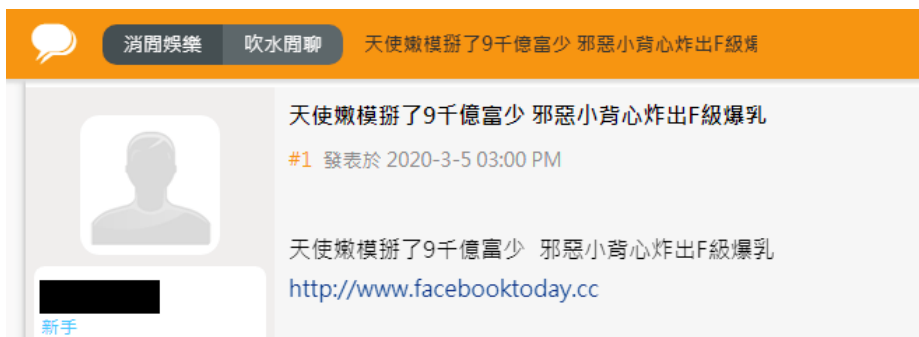 消閒娛樂 吹水閒聊 天使嫩模掰了9千億富少 邪惡小背心炸出F級
天使嫩模掰了9千億富少 邪惡小背心炸出F級爆乳
#1 發表於 2020-3-5 03:00 PM
天使嫩模掰了9千億富少 邪惡小背心炸出F級爆乳
http://www.facebooktoday.cc
新手